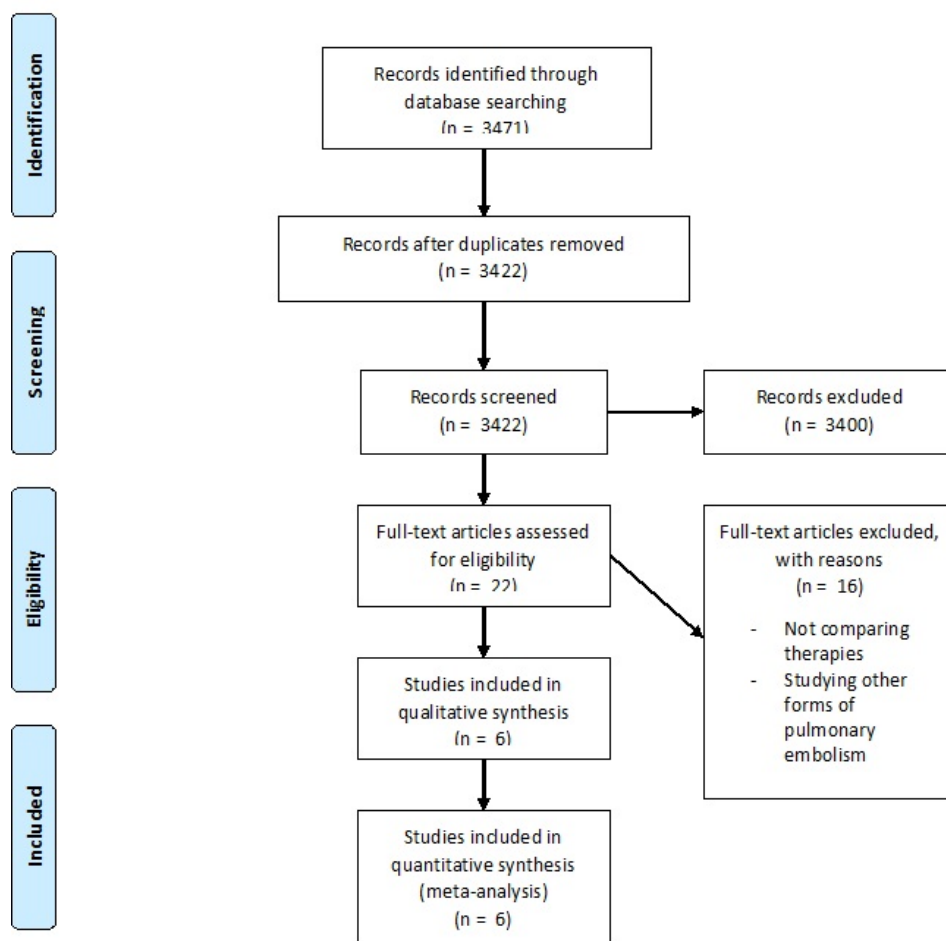 Identification
Records identified through
database searching
(n = 3471)
Records after duplicates removed
(n = 3422)
Screening
Records screened
(n = 3422)
Records excluded
(n = 3400)
Eligibility
Full-text articles assessed
for eligibility
(n = 22)
Full-text articles excluded,
with reasons
(n = 16)
- Not comparing
therapies
- Studying other
forms of
pulmonary
embolism
Studies included in
qualitative synthesis
(n = 6)
Included
Studies included in
quantitative synthesis
(meta-analysis)
(n = 6)